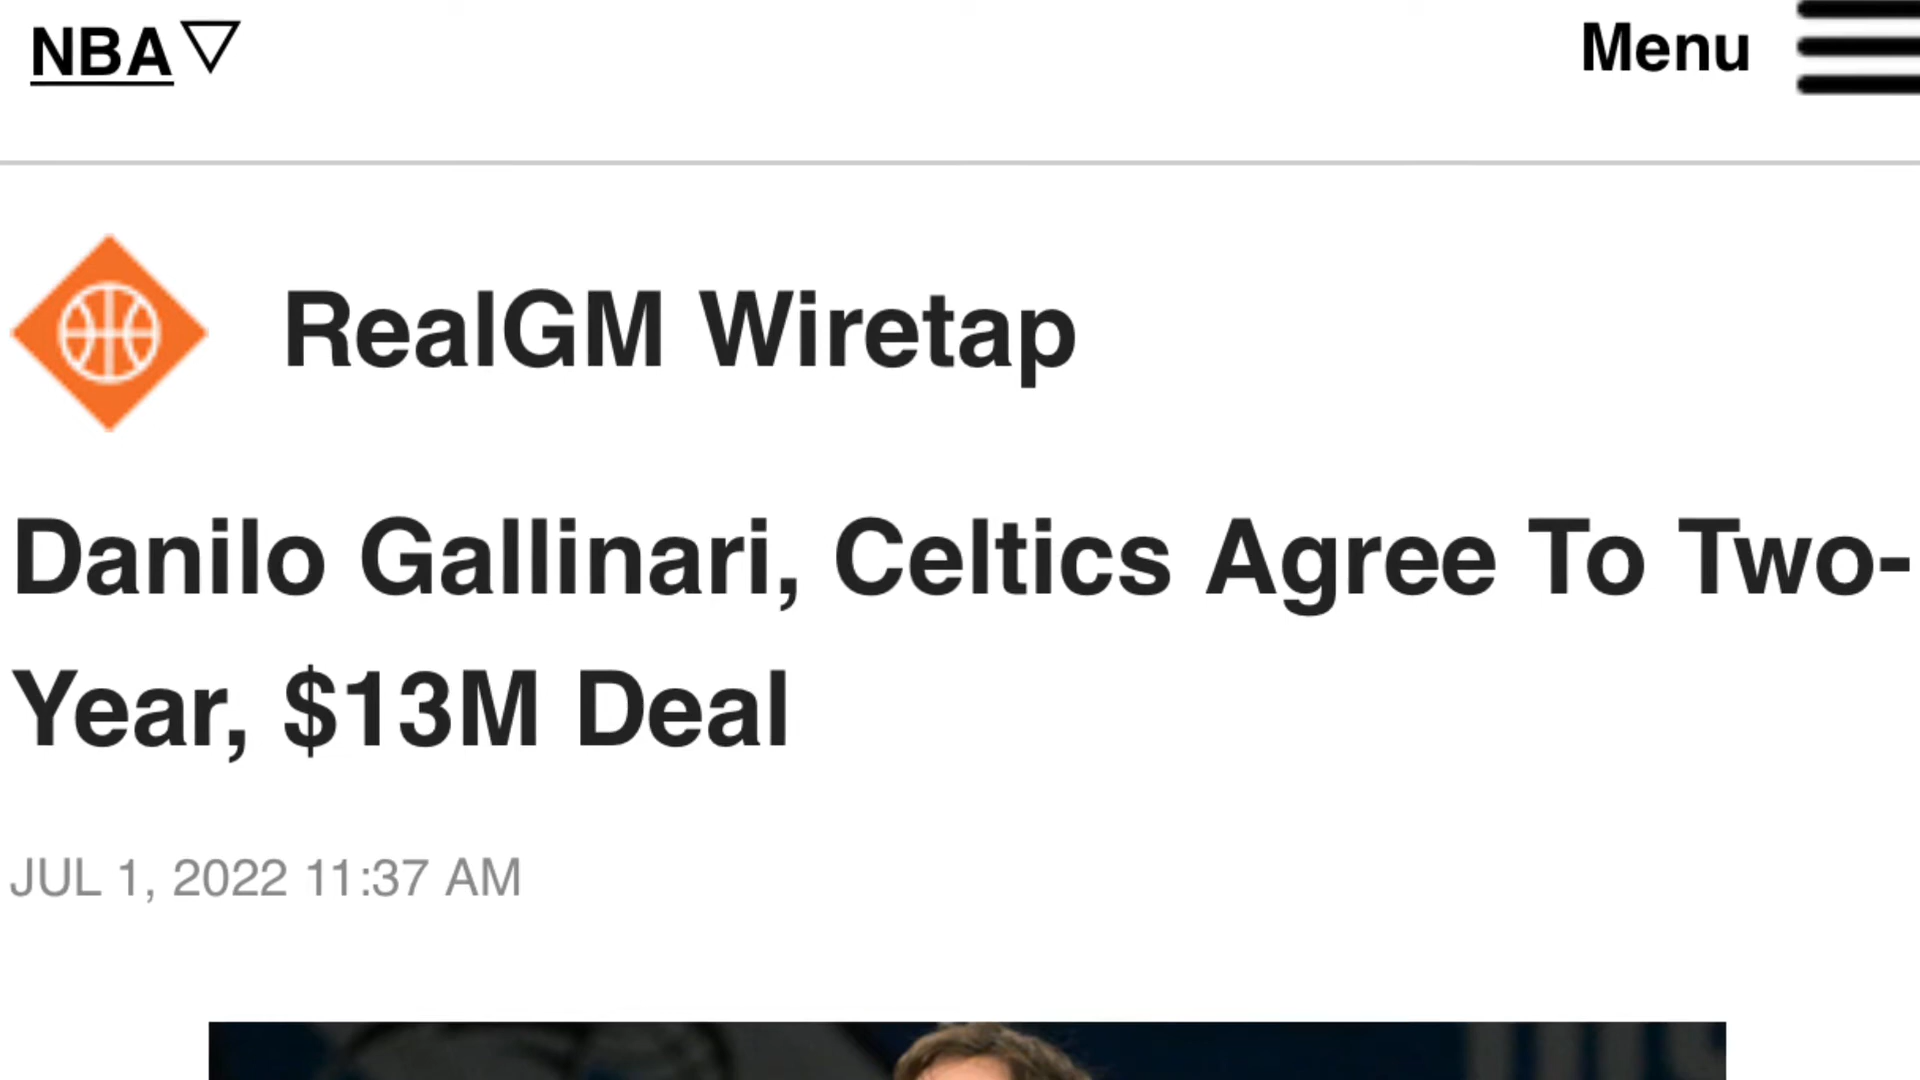 NBA
Menu
RealGM Wiretap
Danilo Gallinari, Celtics Agree To Two-
Year, $13M Deal
JUL 1, 2022 11:37 AM